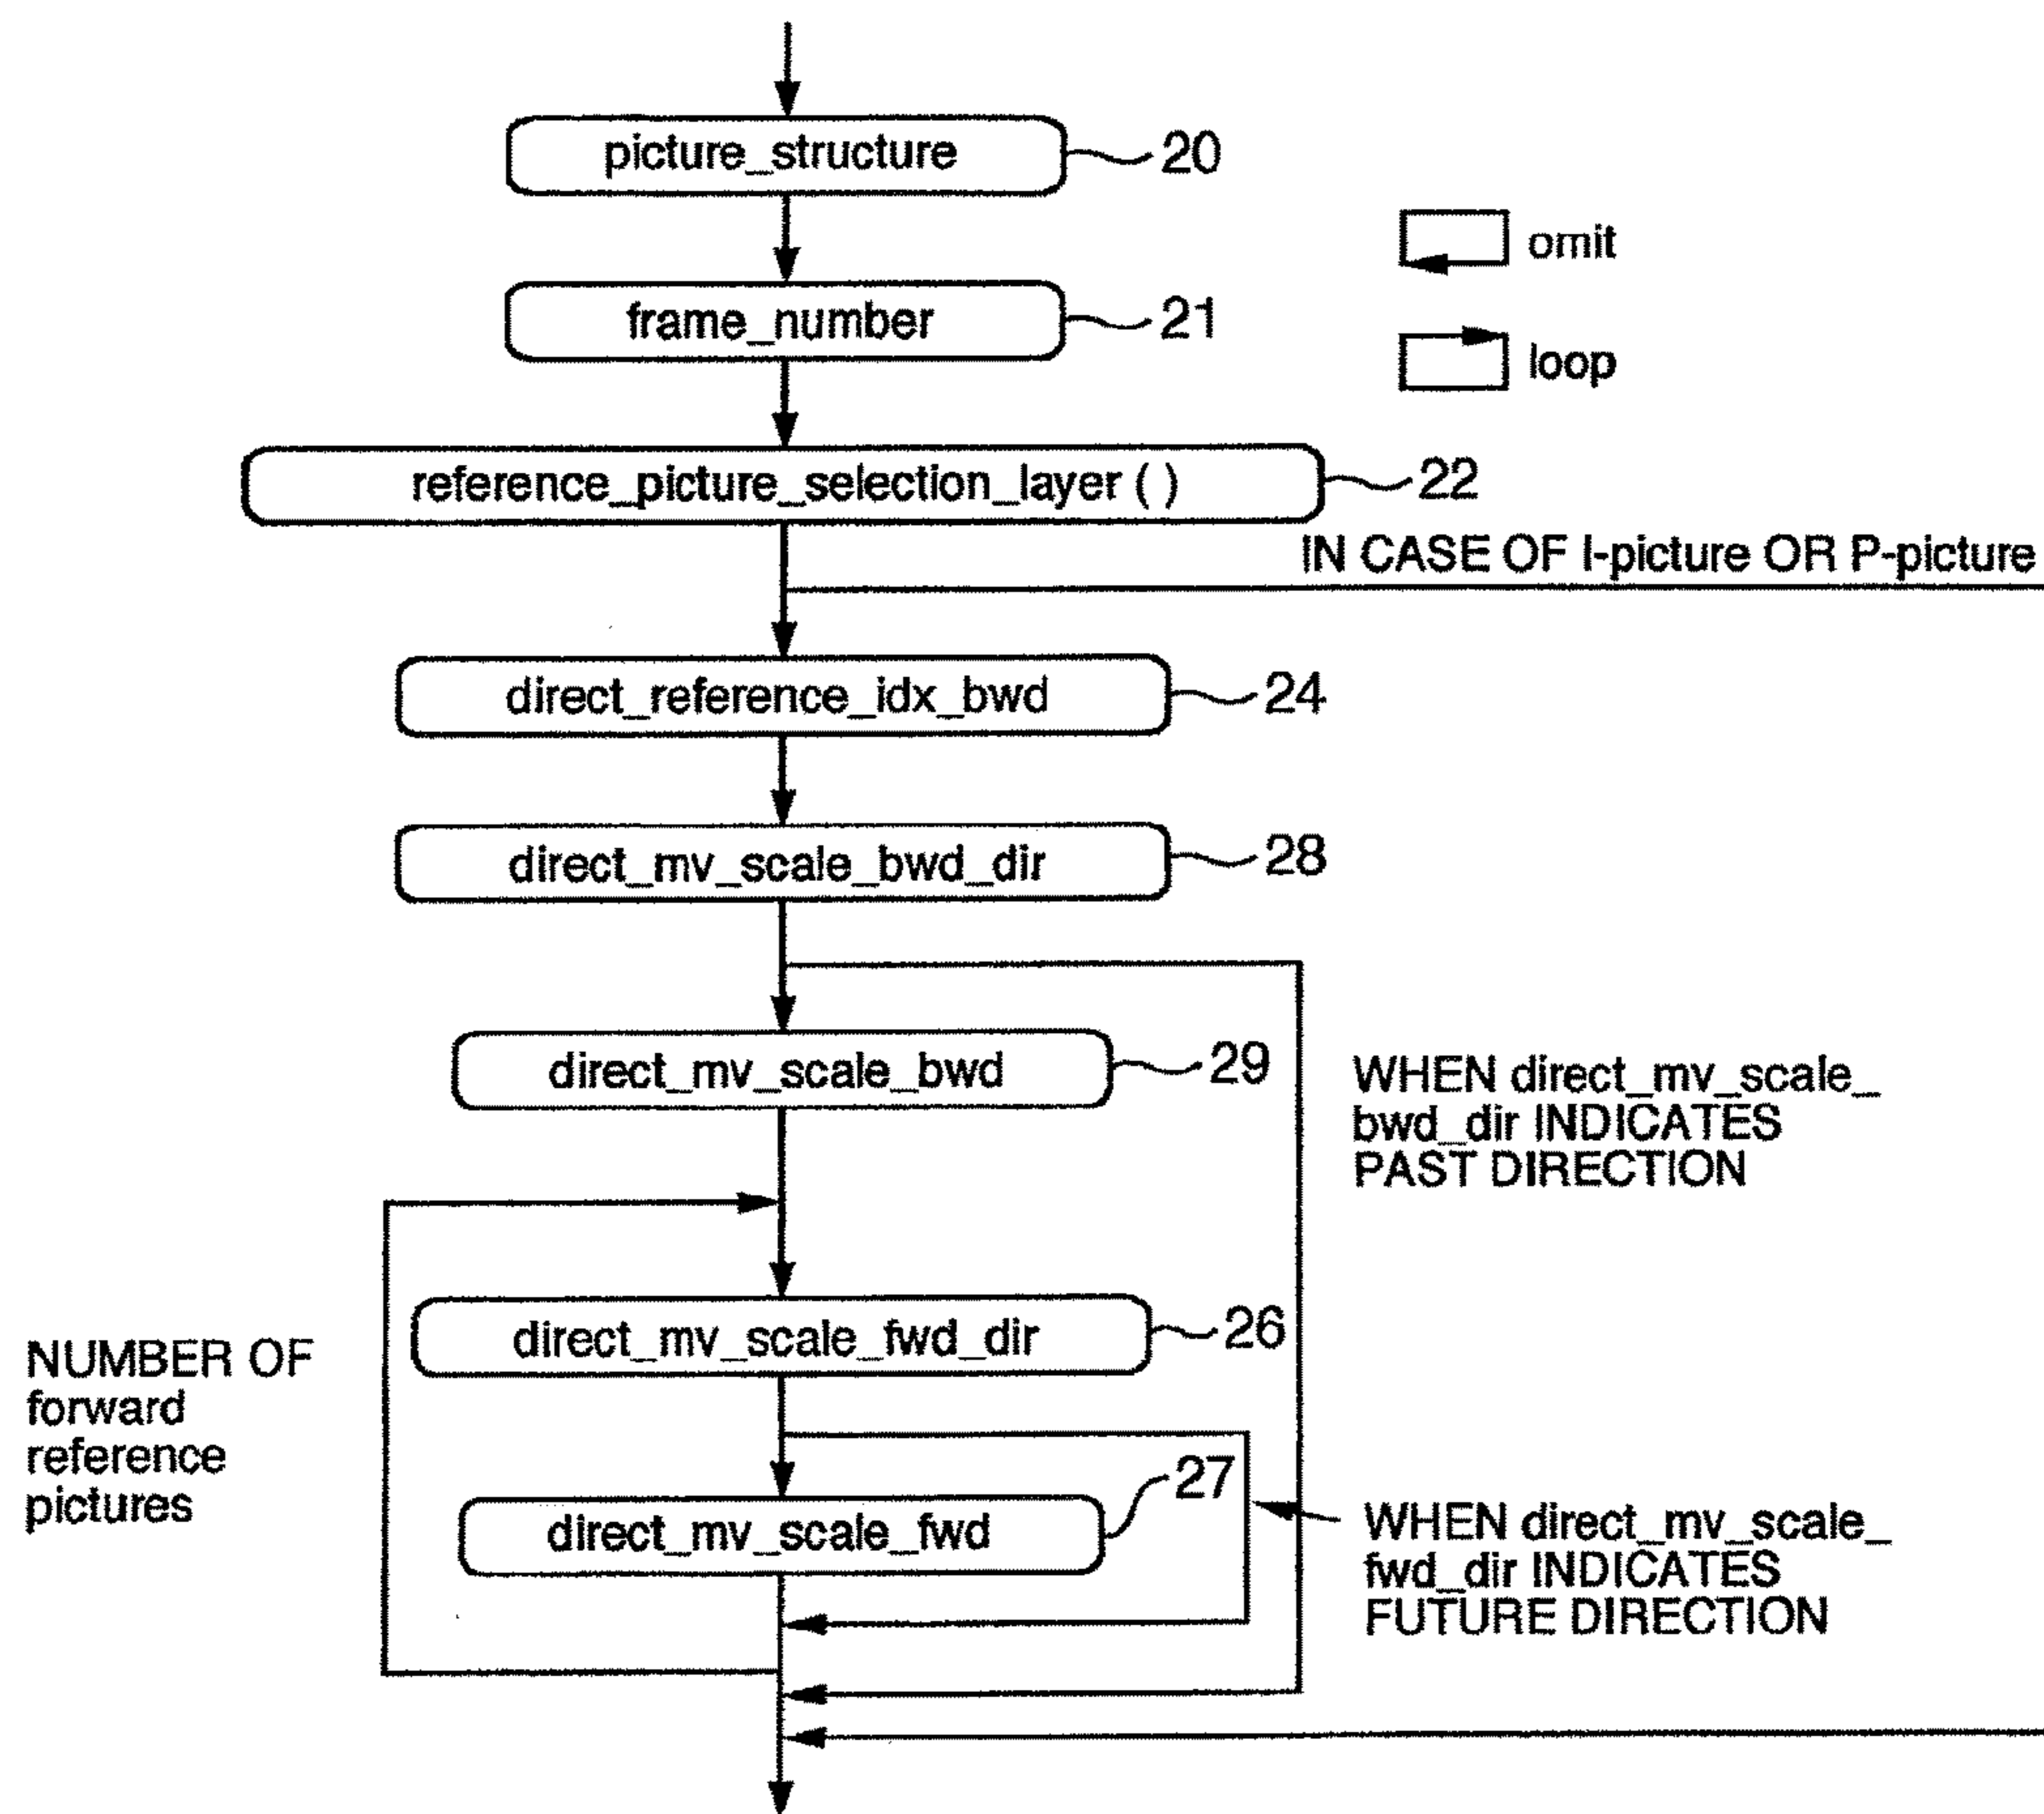 picture_structure
20
frame_number
21
omit
loop
reference_picture_selection_layer ( )
22
IN CASE OF I-picture OR P-picture
direct_reference_idx_bwd
24
direct_mv_scale_bwd_dir
28
direct_mv_scale_bwd
29
WHEN direct_mv_scale_
bwd_dir INDICATES
PAST DIRECTION
direct_mv_scale_fwd_dir
26
NUMBER OF
forward
reference
pictures
direct_mv_scale_fwd
27
WHEN direct_mv_scale_
fwd_dir INDICATES
FUTURE DIRECTION